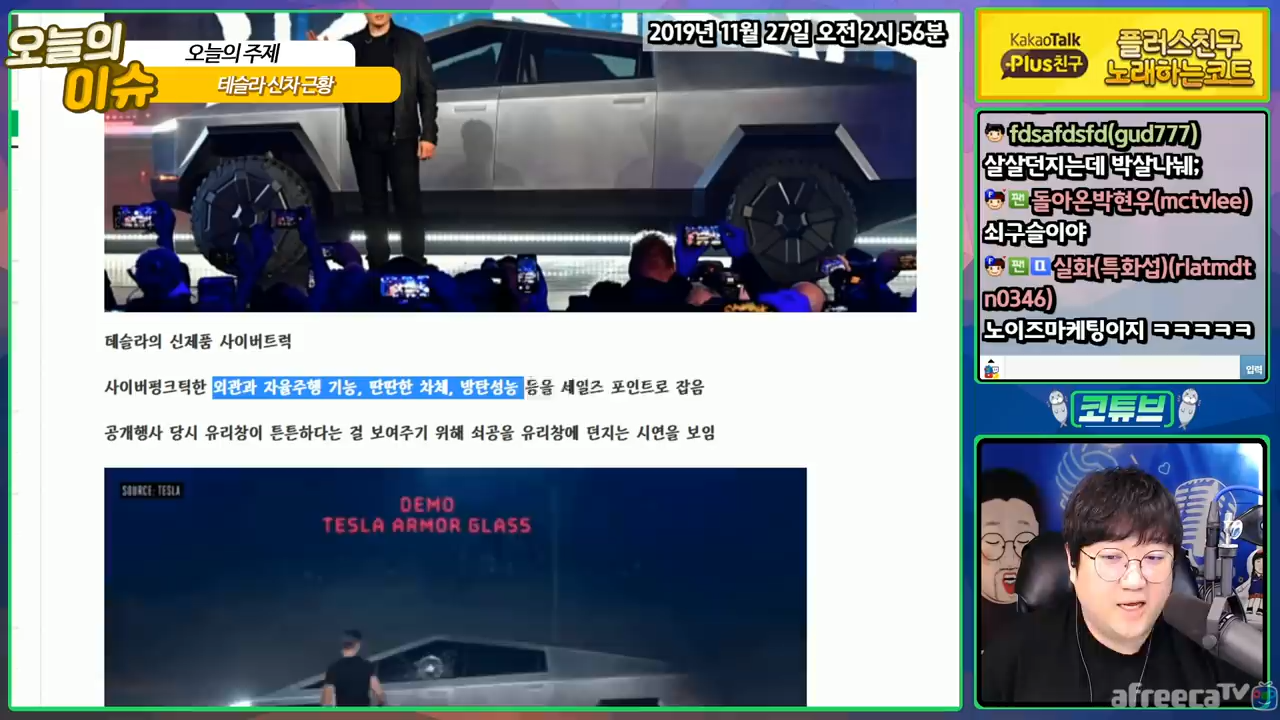 오늘의
이슈
오늘의 주제
테슬라 신차 근황
2019년 11월 27일 오전 2시 56분
테슬라의 신제품 사이버트럭
사이버펑크틱한 외관과 자율주행 기능, 딴딴한 차체, 방탄성능 등을 세일즈 포인트로 잡음
공개행사 당시 유리창이 튼튼하다는 걸 보여주기 위해 쇠공을 유리창에 던지는 시연을 보임
SOURCE: TESLA
DEMO
TESLA ARMOR GLASS
KakaoTalk
Plus친구
플러스친구
노래하는코트
fdsafdsfd(gud777)
살살던지는데 박살나눼;
팬 돌아온박현우(mctvlee)
쇠구슬이야
팬 실화(특화섭)(rlatmdt
n0346)
노이즈마케팅이지 ㅋㅋㅋㅋㅋ
입력
코튜브
afreecaTV